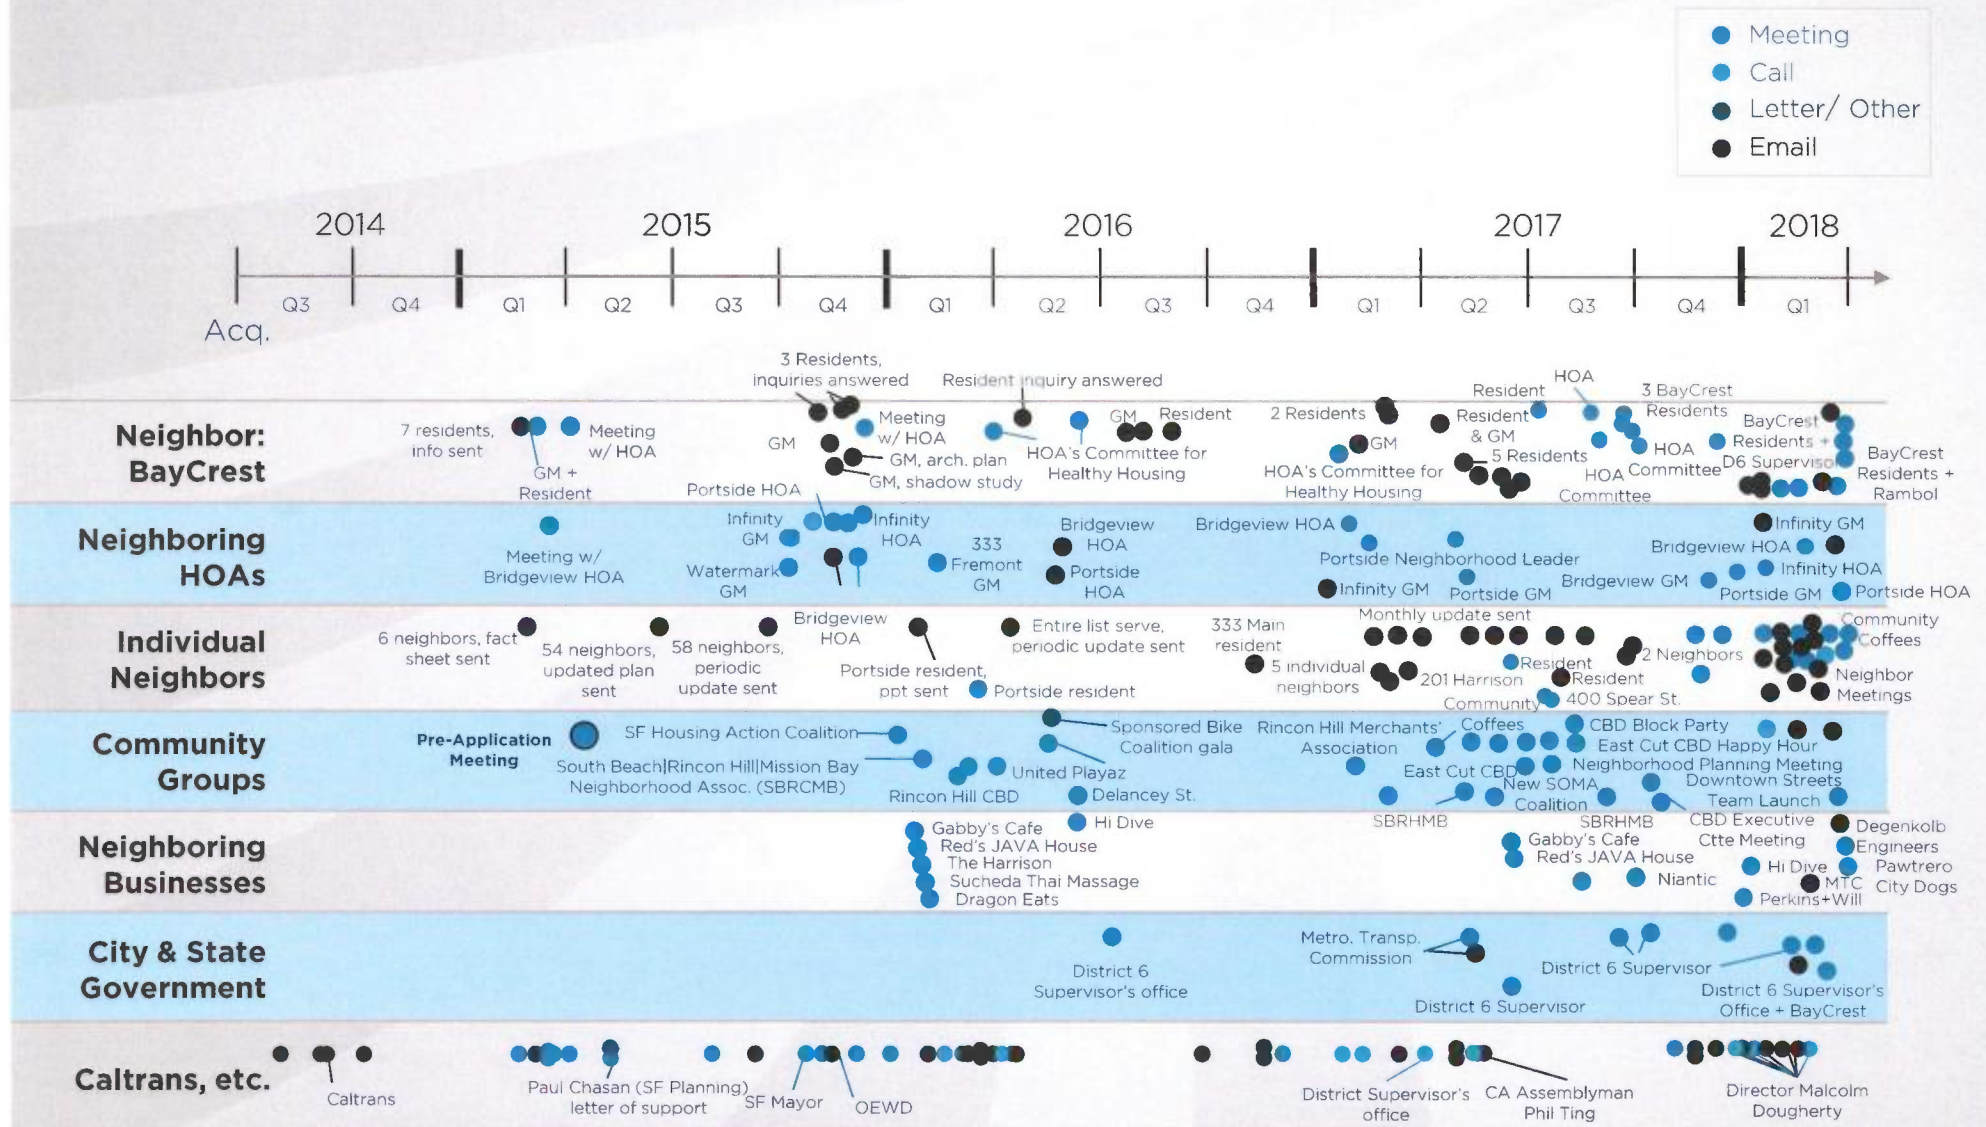 Meeting
Call
Letter/ Other
Email
2014
2015
2016
2017
2018
Q3
Q4
Q1
Q2
Q3
Q4
Q1
Q2
Q3
Q4
Q1
Q2
Q3
Q4
Q1
Acq.
Neighbor:
BayCrest
7 residents,
info sent
GM +
Resident
Meeting
w/ HOA
3 Residents,
inquiries answered
GM
Meeting
w/ HOA
GM, arch. plan
GM, shadow study
Resident inquiry answered
HOA's Committee for
Healthy Housing
GM
Resident
2 Residents
GM
HOA's Committee for
Healthy Housing
Resident
& GM
5 Residents
Resident
HOA
3 BayCrest
Residents
HOA
Committee
HOA
Committee
BayCrest
Residents +
D6 Supervisor
BayCrest
Residents +
Rambol
Neighboring
HOAs
Meeting w/
Bridgeview HOA
Portside HOA
Infinity
GM
Infinity
HOA
Watermark
GM
Bridgeview
HOA
333
Fremont
GM
Bridgeview
HOA
Portside
HOA
Bridgeview HOA
Portside Neighborhood Leader
Infinity GM
Portside GM
Infinity GM
Bridgeview HOA
Infinity HOA
Bridgeview GM
Portside GM
Portside HOA
Individual
Neighbors
6 neighbors, fact
sheet sent
54 neighbors,
updated plan
sent
58 neighbors,
periodic
update sent
Portside resident,
ppt sent
Portside resident
Entire list serve,
periodic update sent
333 Main
resident
Monthly update sent
5 individual
neighbors
201 Harrison
Resident
Resident
400 Spear St.
2 Neighbors
Community
Coffees
Neighbor
Meetings
Community
Groups
Pre-Application
Meeting
SF Housing Action Coalition
South Beach|Rincon Hill|Mission Bay
Neighborhood Assoc. (SBRCMB)
Rincon Hill CBD
United Playaz
Sponsored Bike
Coalition gala
Delancey St.
Rincon Hill Merchants'
Association
Community
Coffees
SBRHMB
East Cut CBD
New SOMA
Coalition
CBD Block Party
East Cut CBD Happy Hour
Neighborhood Planning Meeting
SBRHMB
Downtown Streets
Team Launch
CBD Executive
Ctte Meeting
Neighboring
Businesses
Gabby's Cafe
Red's JAVA House
The Harrison
Sucheda Thai Massage
Dragon Eats
Hi Dive
Gabby's Cafe
Red's JAVA House
Niantic
Degenkolb
Engineers
Hi Dive
Pawtrero
City Dogs
MTC
Perkins+Will
City & State
Government
District 6
Supervisor's office
Metro. Transp.
Commission
District 6 Supervisor
District 6 Supervisor
District 6 Supervisor's
Office + BayCrest
Caltrans, etc.
Caltrans
Paul Chasan (SF Planning)
letter of support
SF Mayor
OEWD
District Supervisor's
office
CA Assemblyman
Phil Ting
Director Malcolm
Dougherty